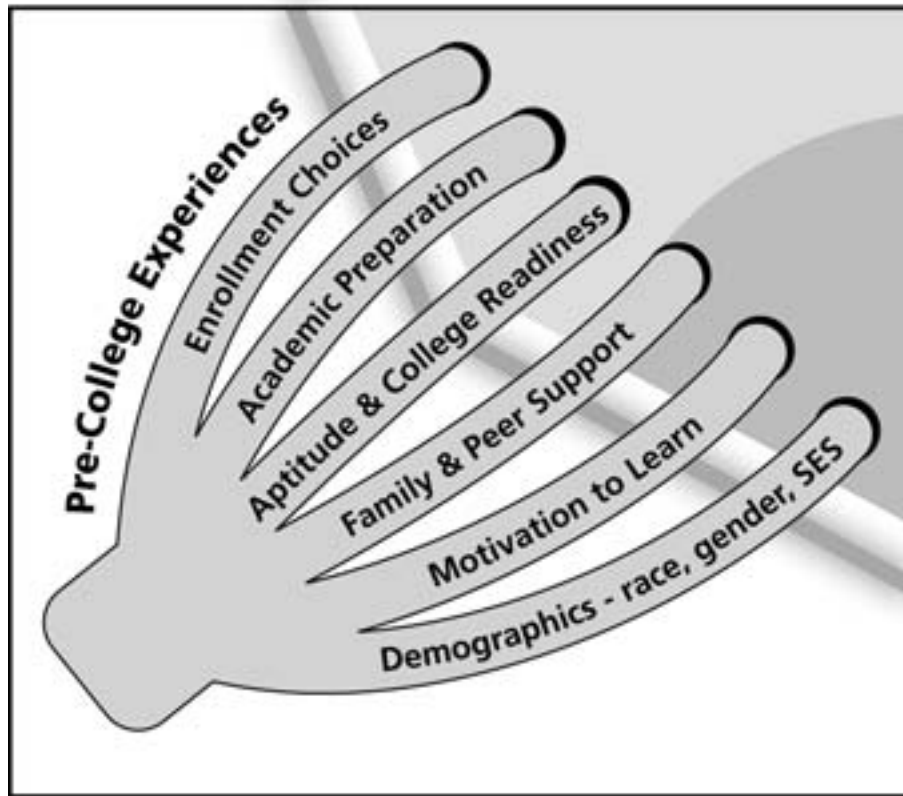 Pre-College Experiences
Enrollment Choices
Academic Preparation
Aptitude & College Readiness
Family & Peer Support
Motivation to Learn
Demographics - race, gender, SES